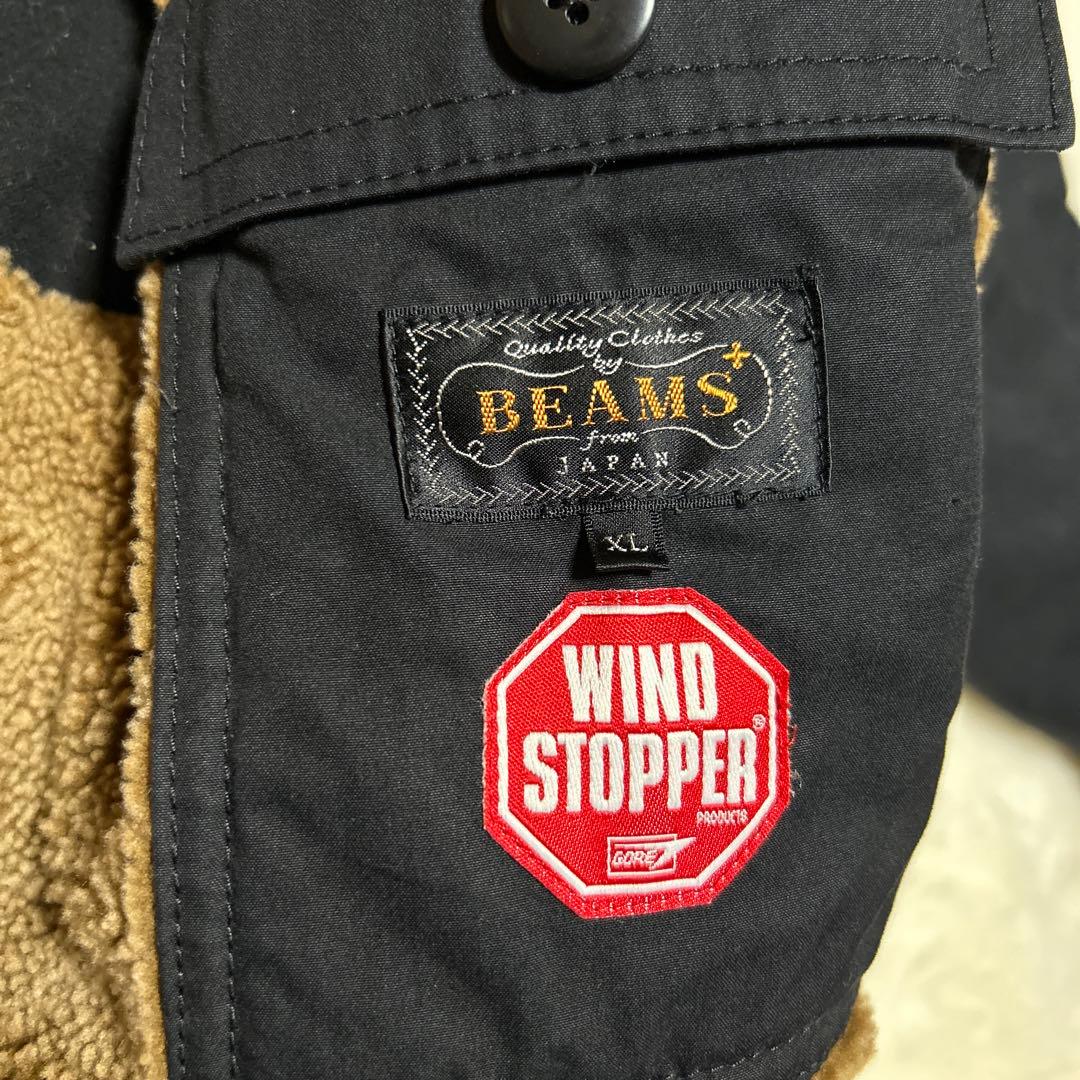 Quality Clothes
by
BEAMS+
from
JAPAN
XL
WIND
STOPPER®
PRODUCTS
GORE